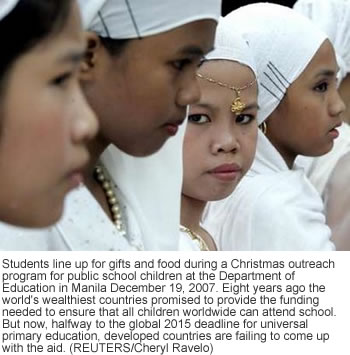 Students line up for gifts and food during a Christmas outreach
program for public school children at the Department of
Education in Manila December 19, 2007. Eight years ago the
world's wealthiest countries promised to provide the funding
needed to ensure that all children worldwide can attend school.
But now, halfway to the global 2015 deadline for universal
primary education, developed countries are failing to come up
with the aid. (REUTERS/Cheryl Ravelo)